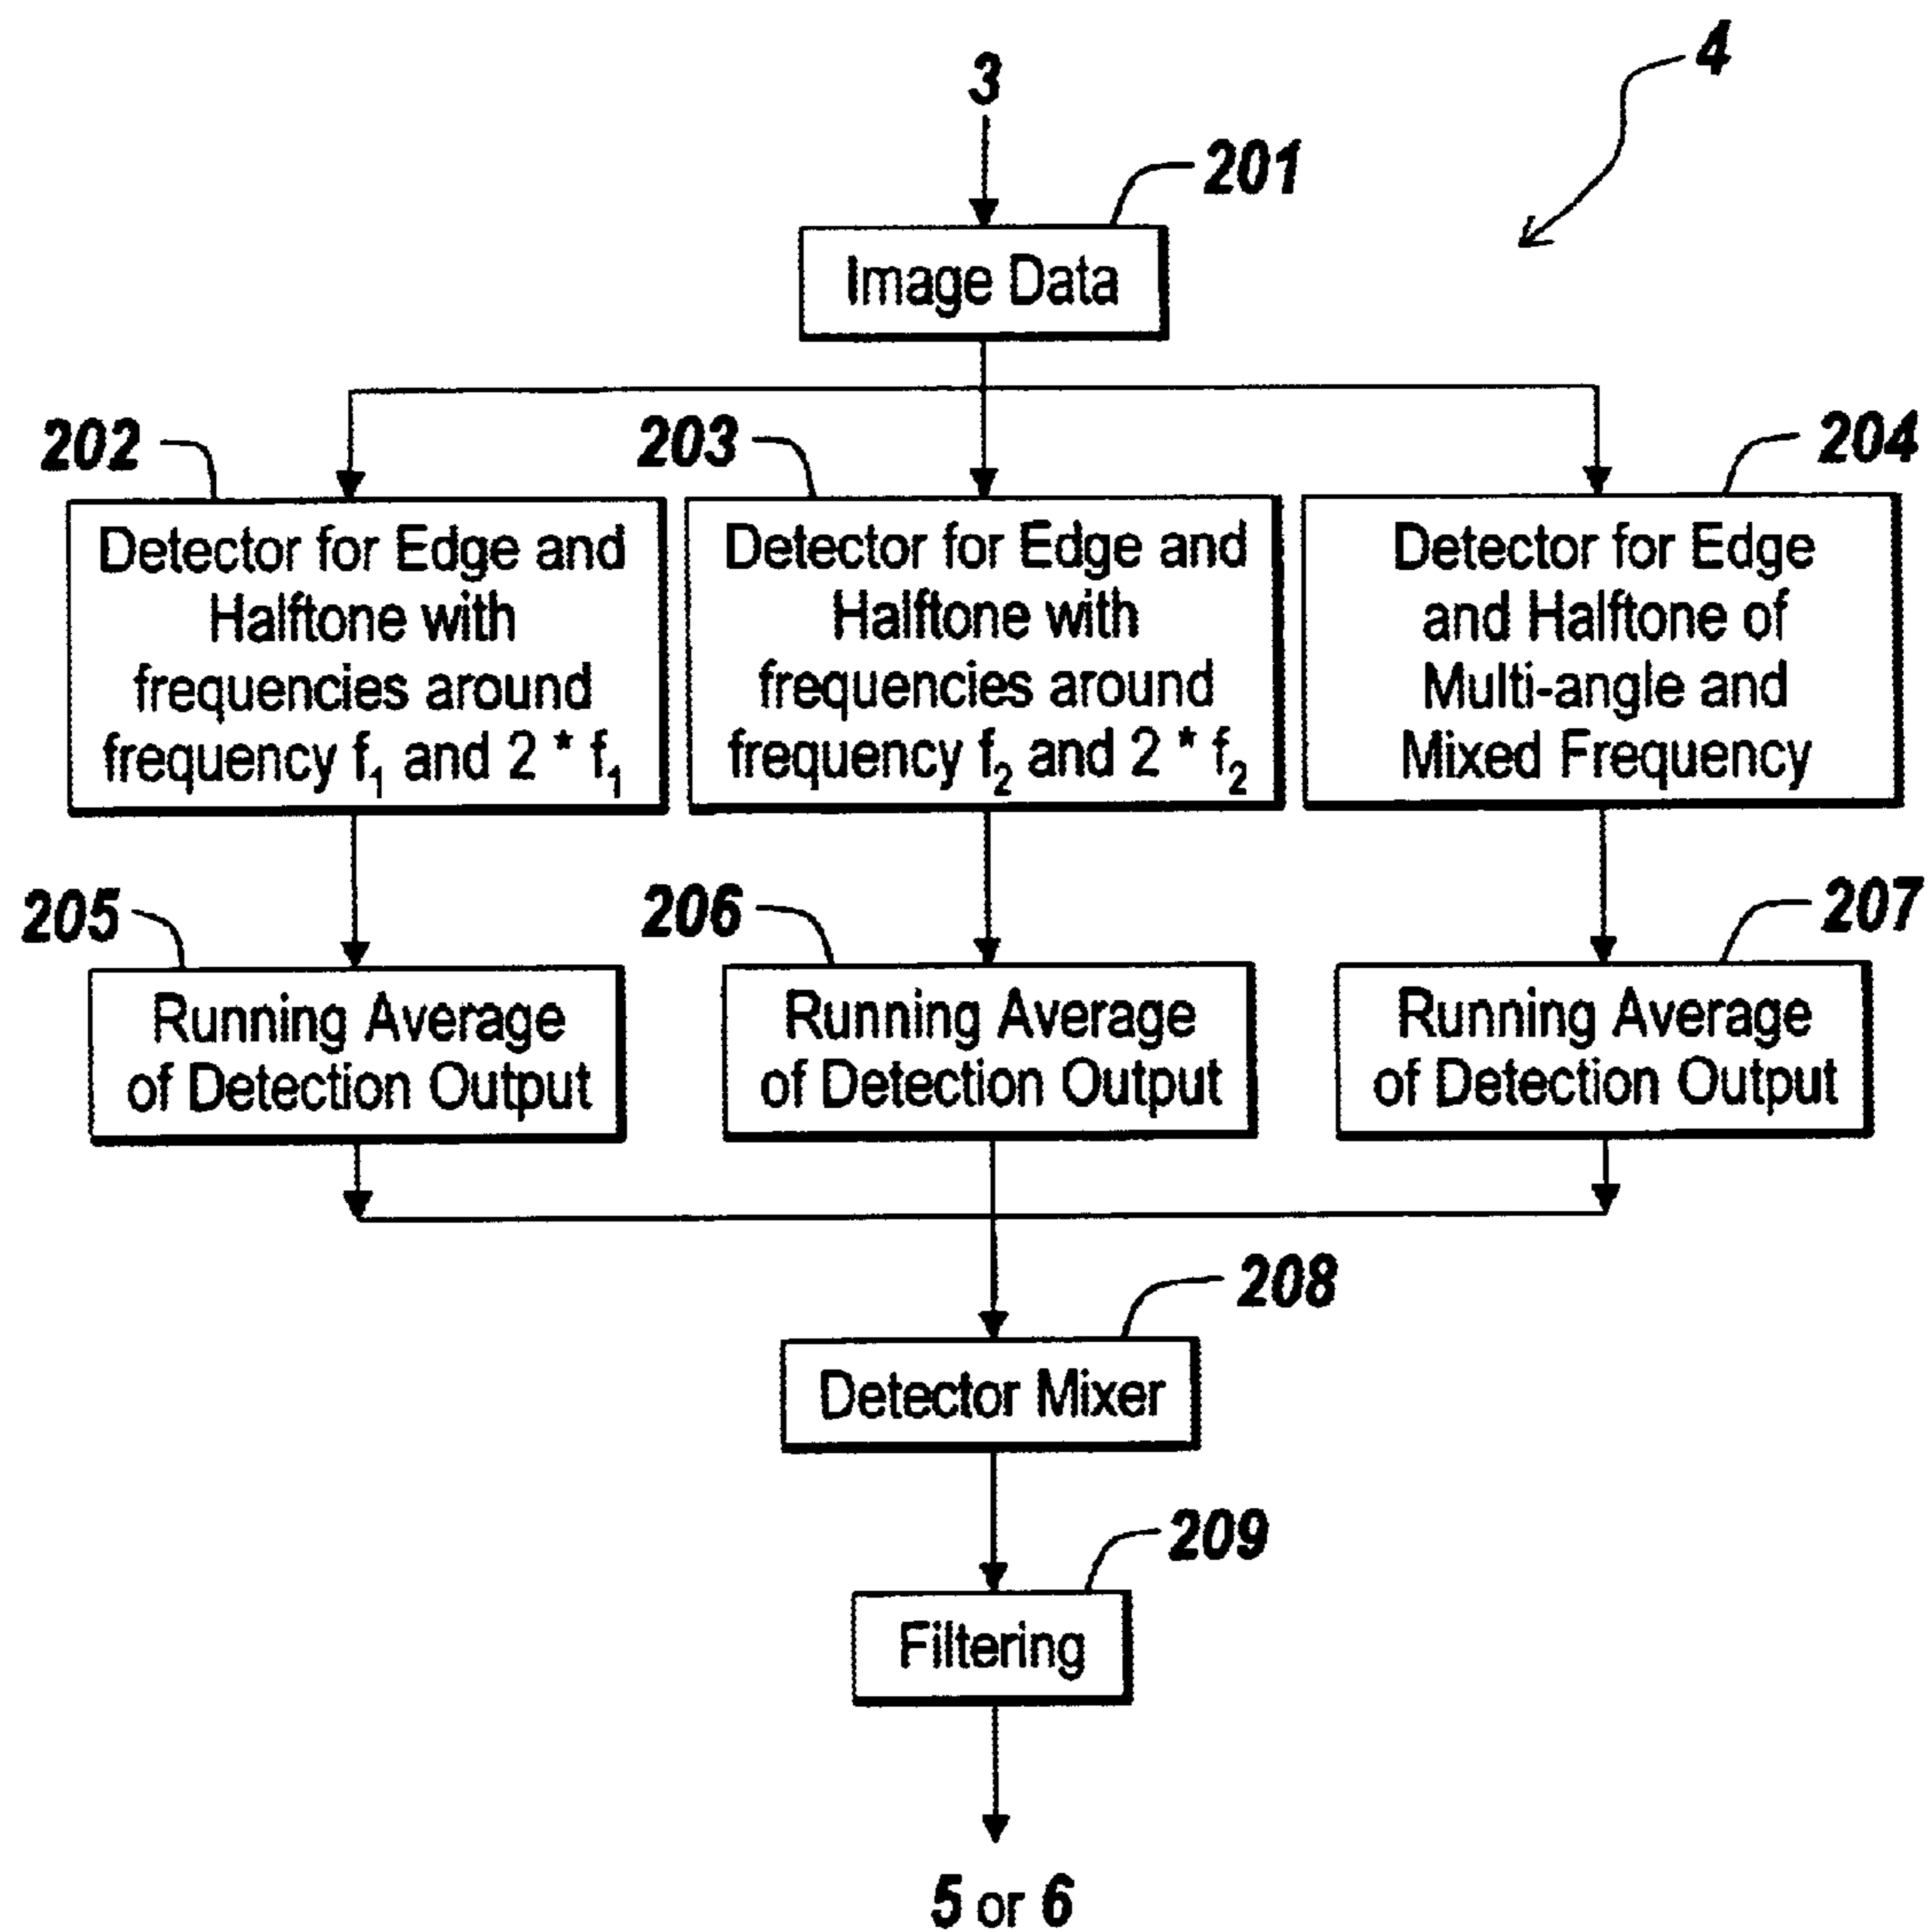 4
3
201
Image Data
202
203
204
Detector for Edge and
Halftone with
frequencies around
frequency f₁ and 2 * f₁
Detector for Edge and
Halftone with
frequencies around
frequency f₂ and 2 * f₂
Detector for Edge
and Halftone of
Multi-angle and
Mixed Frequency
205
206
207
Running Average
of Detection Output
Running Average
of Detection Output
Running Average
of Detection Output
208
Detector Mixer
209
Filtering
5 or 6